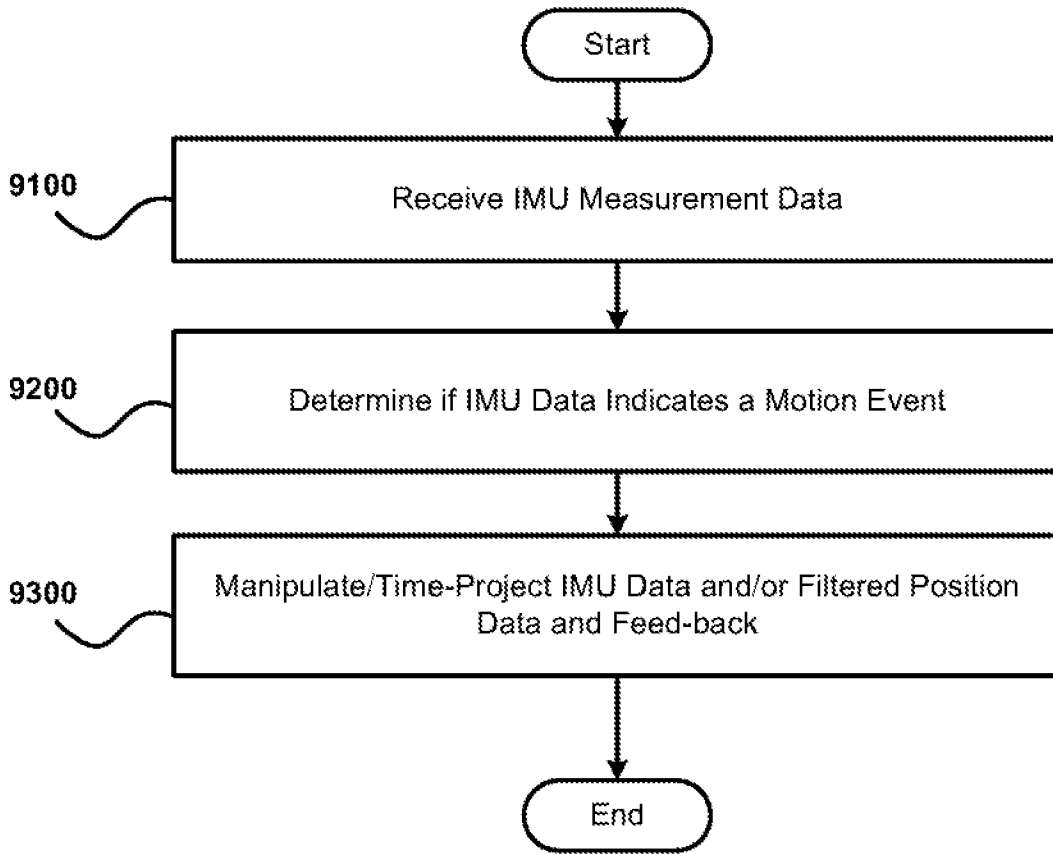 Start
9100
Receive IMU Measurement Data
9200
Determine if IMU Data Indicates a Motion Event
9300
Manipulate/Time-Project IMU Data and/or Filtered Position
Data and Feed-back
End